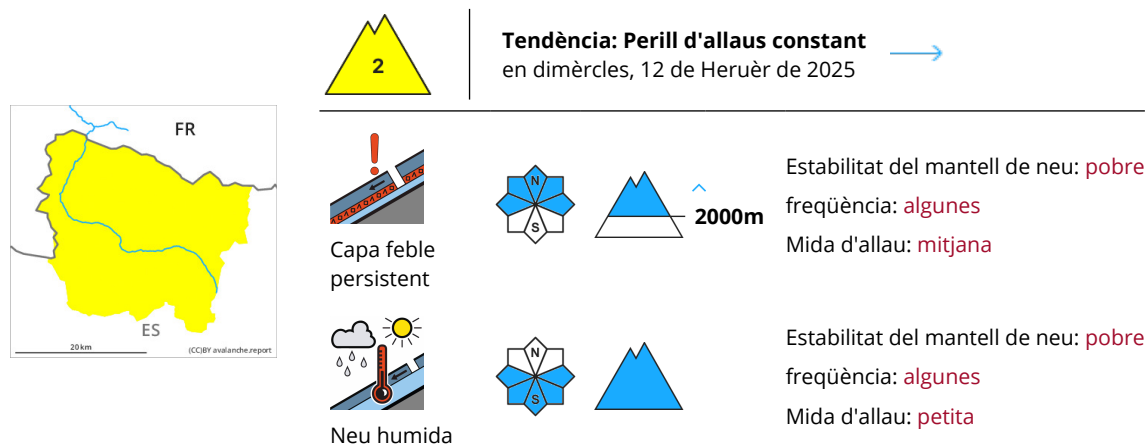 2
Tendència: Perill d'allaus constant
en dimèrcles, 12 de Heruèr de 2025
FR
ES
20 km
(CC)BY avalanche.report
Capa feble
persistent
N
S
2000m
Estabilitat del mantell de neu: pobre
freqüència: algunes
Mida d'allau: mitjana
Neu humida
N
S
Estabilitat del mantell de neu: pobre
freqüència: algunes
Mida d'allau: petita